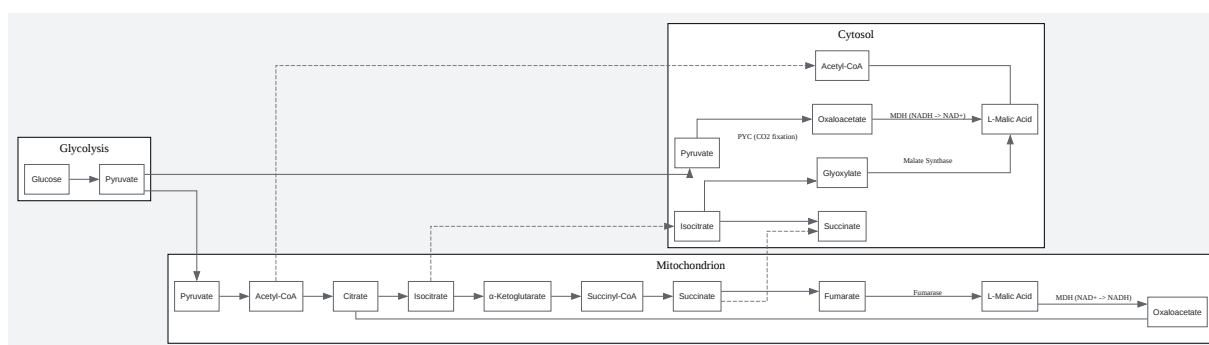 Cytosol
Acetyl-CoA
Oxaloacetate
MDH (NADH -> NAD+)
L-Malic Acid
PYC (CO2 fixation)
Pyruvate
Glyoxylate
Malate Synthase
Isocitrate
Succinate
Glycolysis
Glucose
Pyruvate
Mitochondrion
Pyruvate
Acetyl-CoA
Citrate
Isocitrate
α-Ketoglutarate
Succinyl-CoA
Succinate
Fumarate
Fumarase
L-Malic Acid
MDH (NAD+ -> NADH)
Oxaloacetate